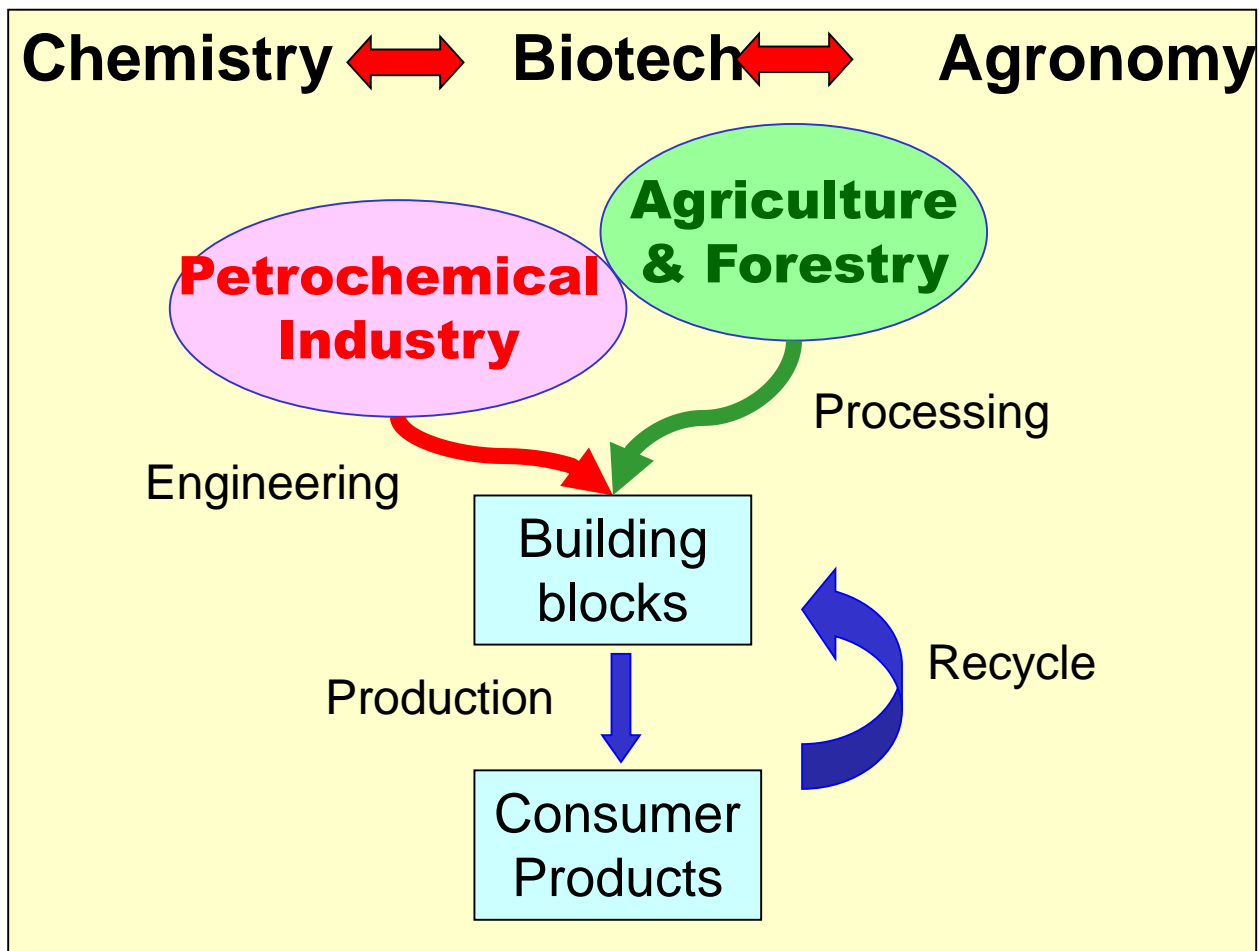 Chemistry Biotech Agronomy
Agriculture
& Forestry
Petrochemical
Industry
Processing
Engineering
Building
blocks
Recycle
Production
Consumer
Products